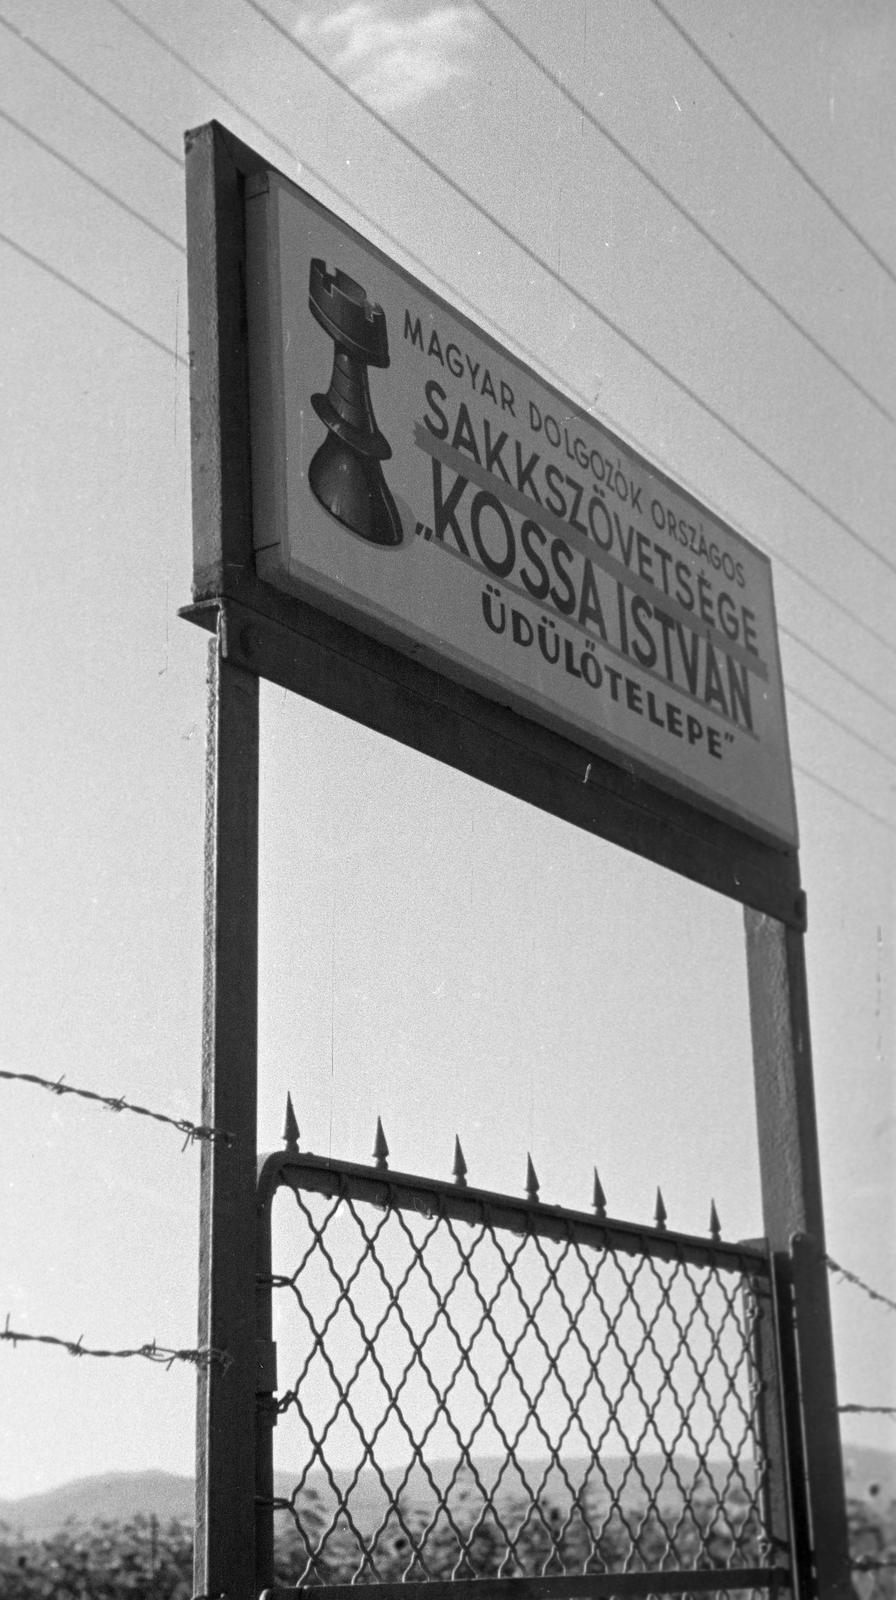 MAGYAR DOLGOZÓK ORSZÁGOS
SAKKSZÖVETSÉGE
„KOSSA ISTVÁN
ÜDÜLŐTELEPE”